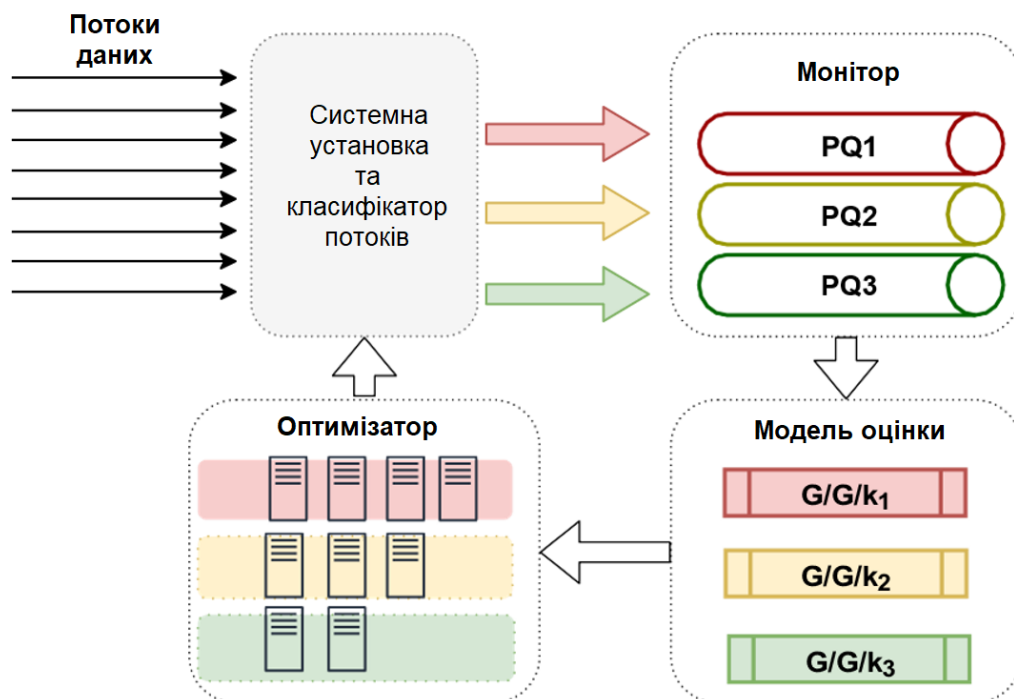 Потоки
даних
Системна
установка
та
класифікатор
потоків
Монітор
PQ1
PQ2
PQ3
Оптимізатор
Модель оцінки
G/G/k₁
G/G/k₂
G/G/k₃